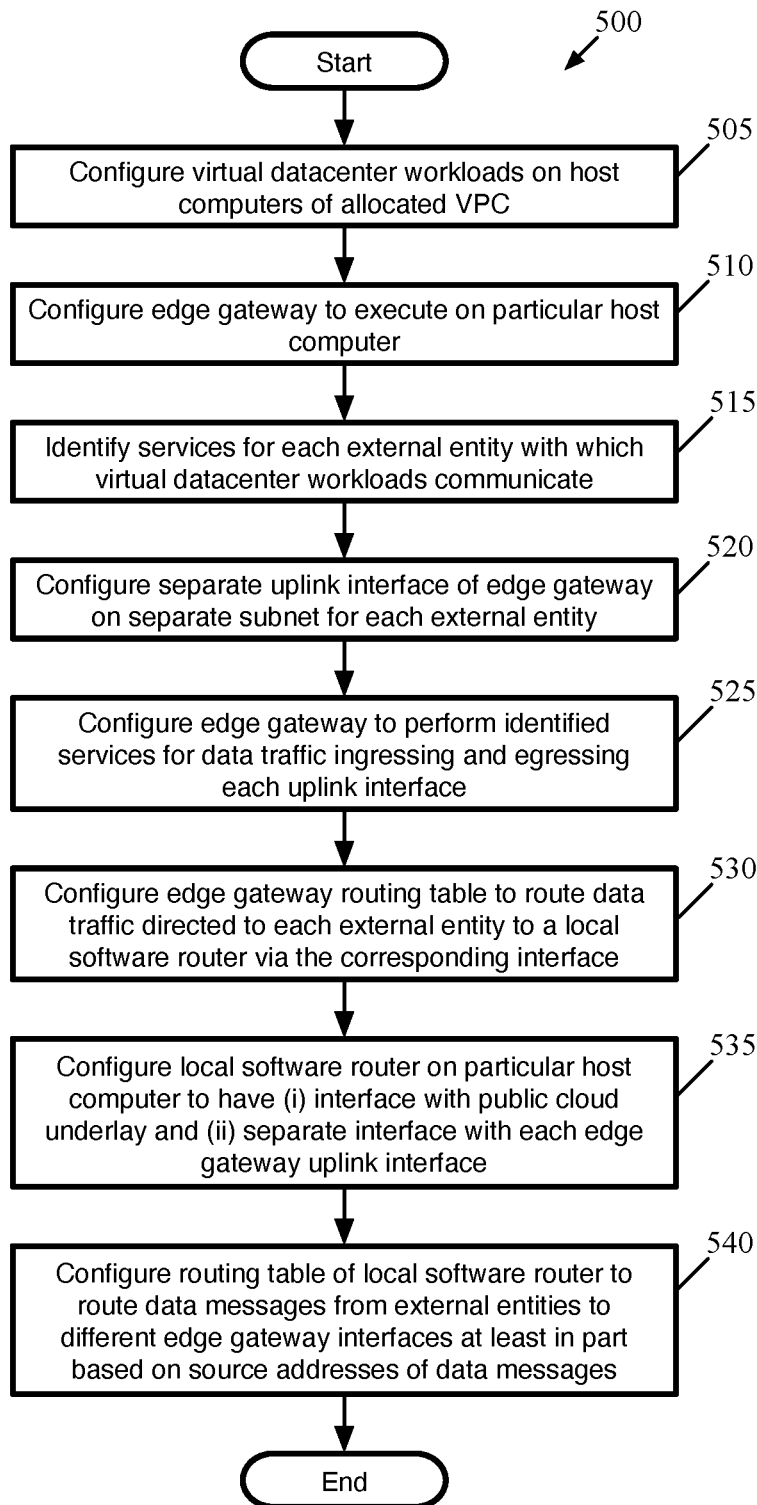 500
Start
505
Configure virtual datacenter workloads on host
computers of allocated VPC
510
Configure edge gateway to execute on particular host
computer
515
Identify services for each external entity with which
virtual datacenter workloads communicate
520
Configure separate uplink interface of edge gateway
on separate subnet for each external entity
525
Configure edge gateway to perform identified
services for data traffic ingressing and egressing
each uplink interface
530
Configure edge gateway routing table to route data
traffic directed to each external entity to a local
software router via the corresponding interface
535
Configure local software router on particular host
computer to have (i) interface with public cloud
underlay and (ii) separate interface with each edge
gateway uplink interface
540
Configure routing table of local software router to
route data messages from external entities to
different edge gateway interfaces at least in part
based on source addresses of data messages
End